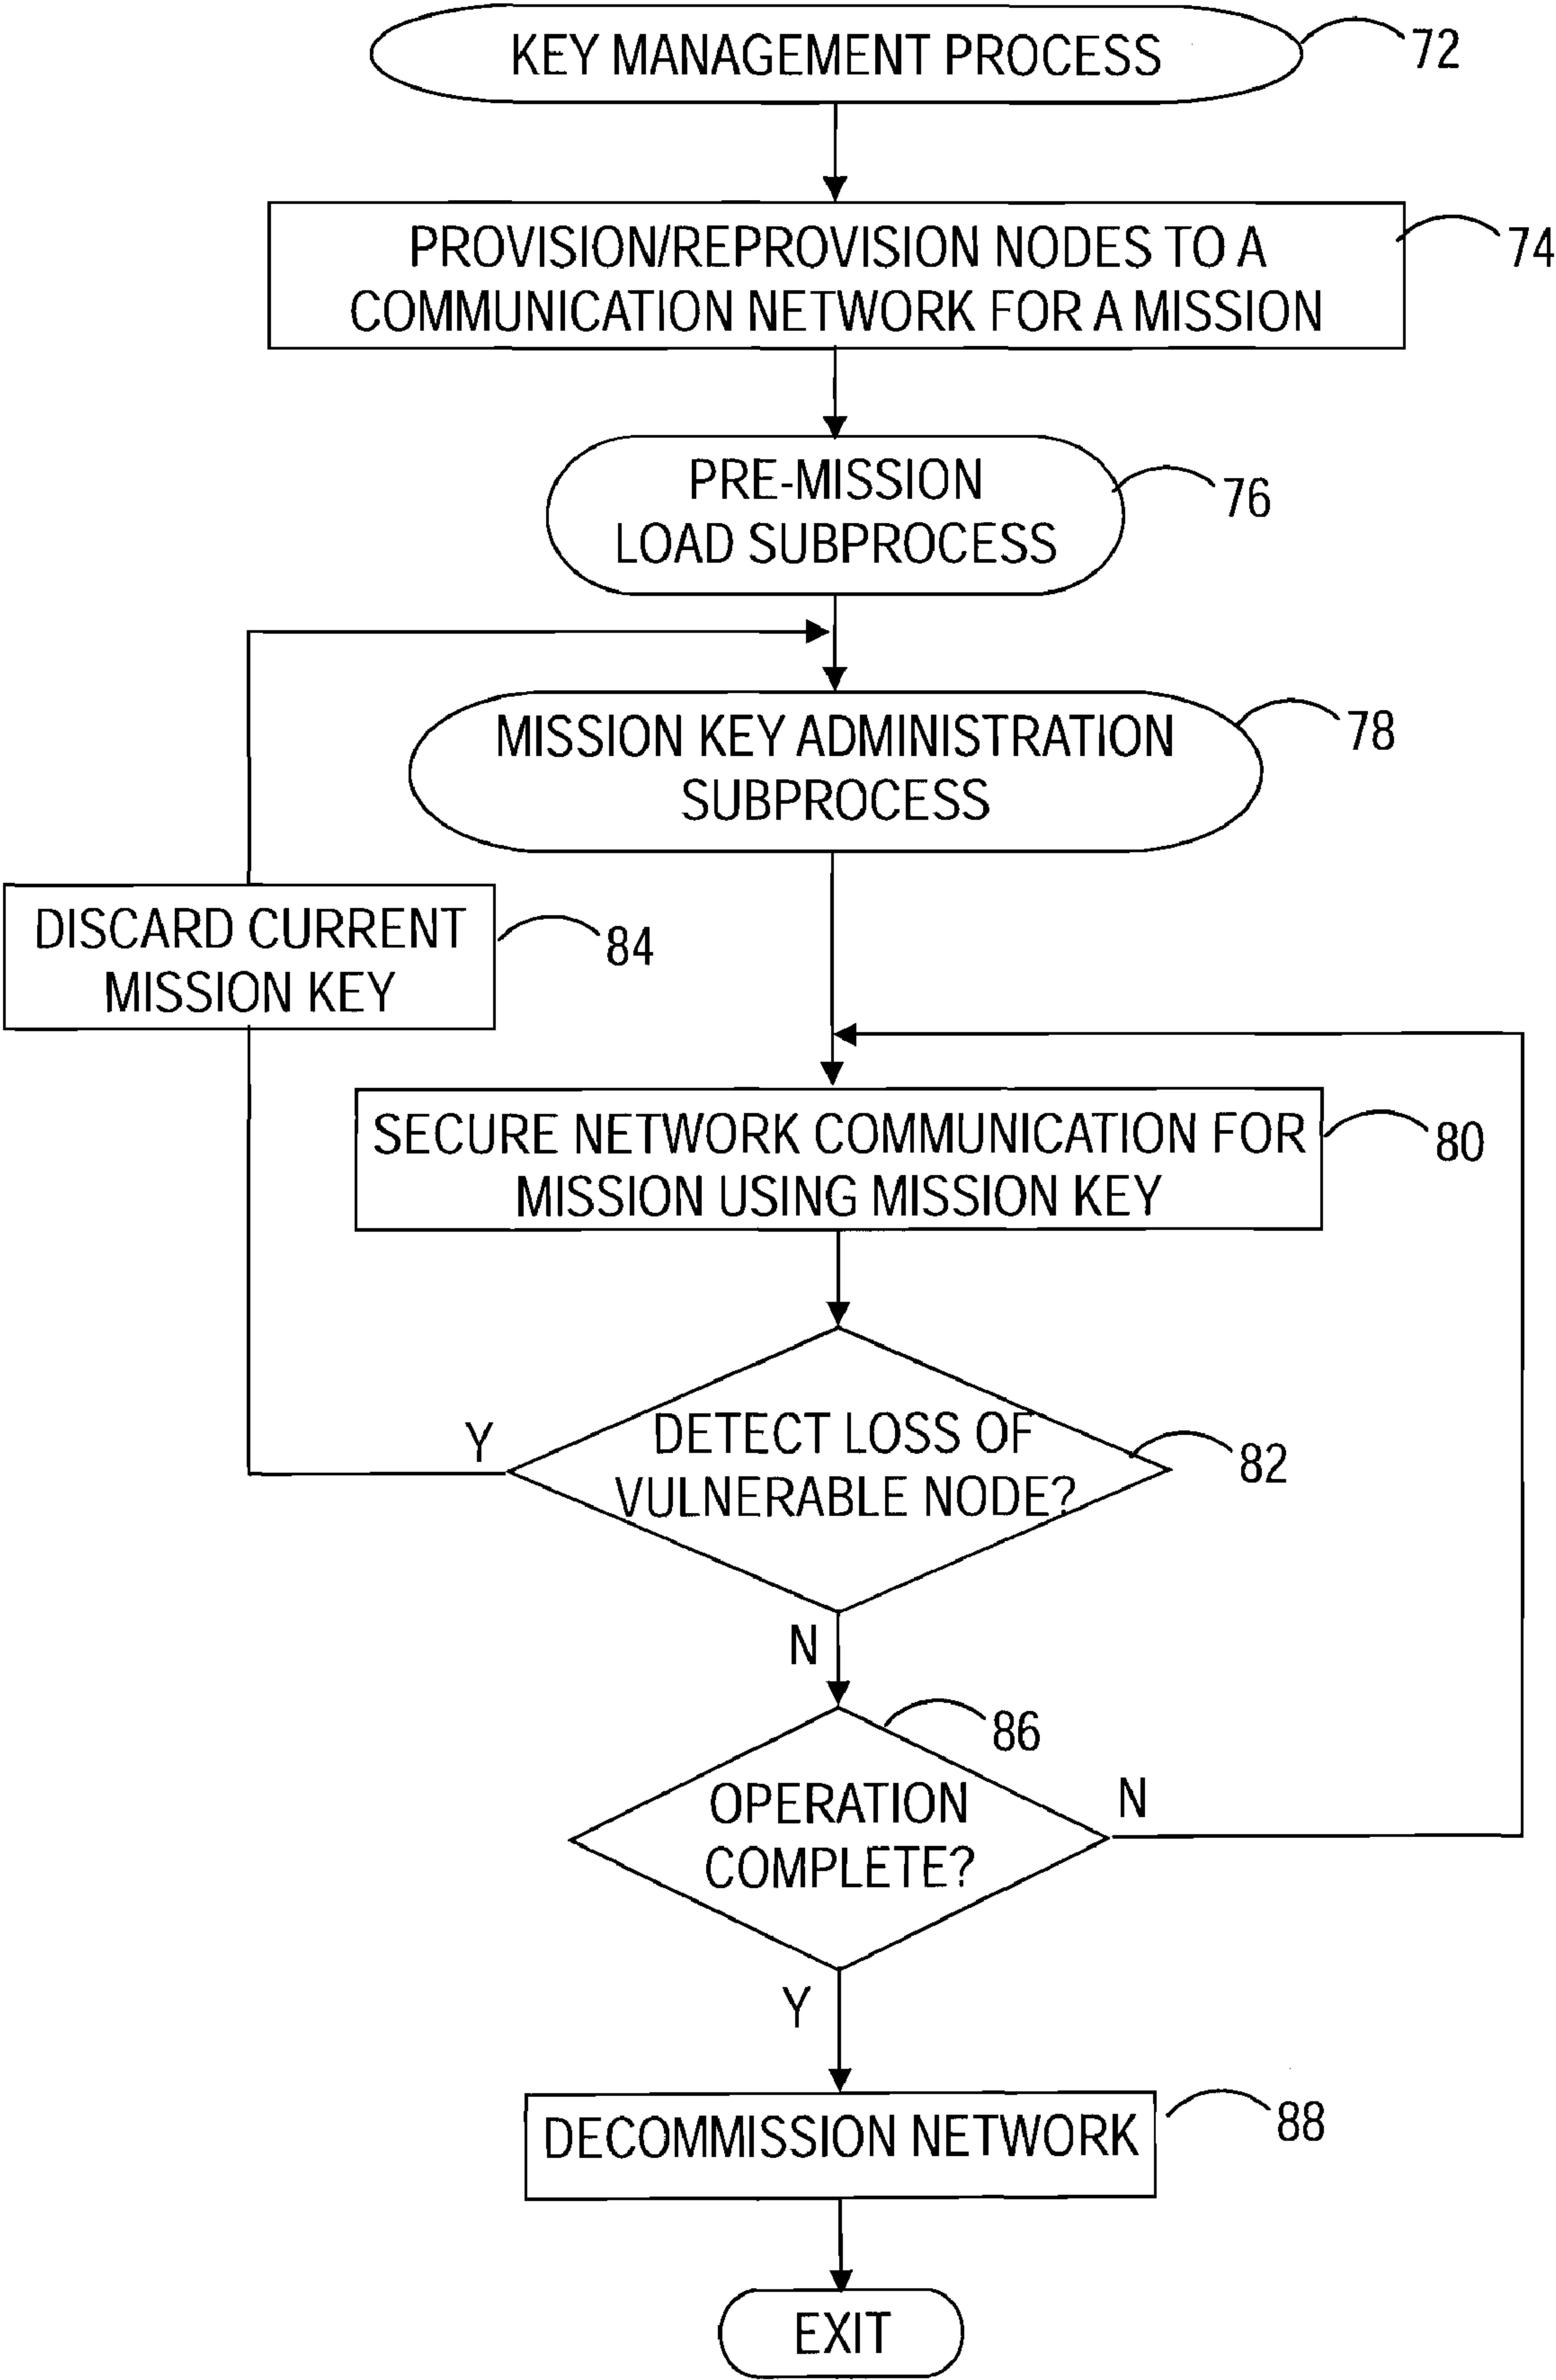 KEY MANAGEMENT PROCESS
72
PROVISION/REPROVISION NODES TO A
COMMUNICATION NETWORK FOR A MISSION
74
PRE-MISSION
LOAD SUBPROCESS
76
MISSION KEY ADMINISTRATION
SUBPROCESS
78
DISCARD CURRENT
MISSION KEY
84
SECURE NETWORK COMMUNICATION FOR
MISSION USING MISSION KEY
80
Y
DETECT LOSS OF
VULNERABLE NODE?
82
N
86
OPERATION
COMPLETE?
N
Y
DECOMMISSION NETWORK
88
EXIT